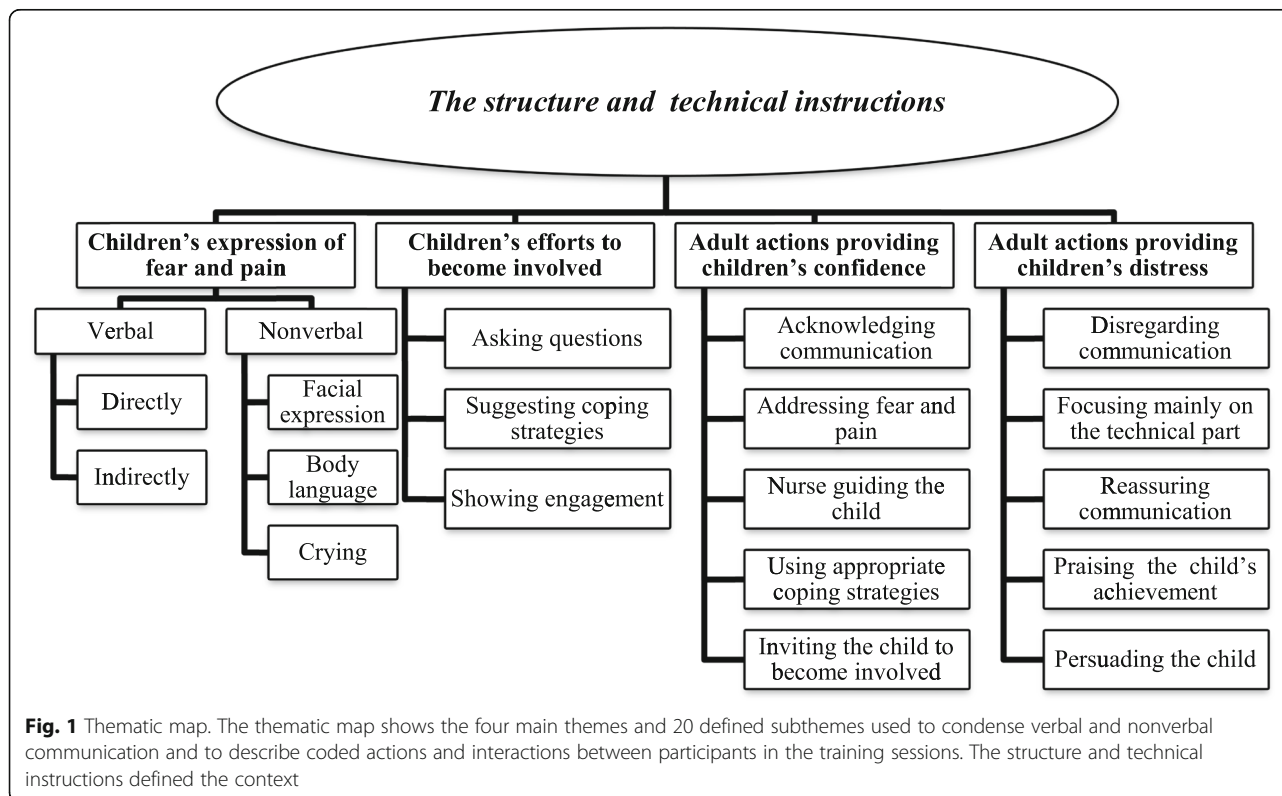 The structure and technical instructions
Children's expression of
fear and pain
Verbal
Directly
Indirectly
Nonverbal
Facial
expression
Body
language
Crying
Children's efforts to
become involved
Asking questions
Suggesting coping
strategies
Showing engagement
Adult actions providing
children's confidence
Acknowledging
communication
Addressing fear and
pain
Nurse guiding the
child
Using appropriate
coping strategies
Inviting the child to
become involved
Adult actions providing
children's distress
Disregarding
communication
Focusing mainly on
the technical part
Reassuring
communication
Praising the child's
achievement
Persuading the child
Fig. 1 Thematic map. The thematic map shows the four main themes and 20 defined subthemes used to condense verbal and nonverbal
communication and to describe coded actions and interactions between participants in the training sessions. The structure and technical
instructions defined the context